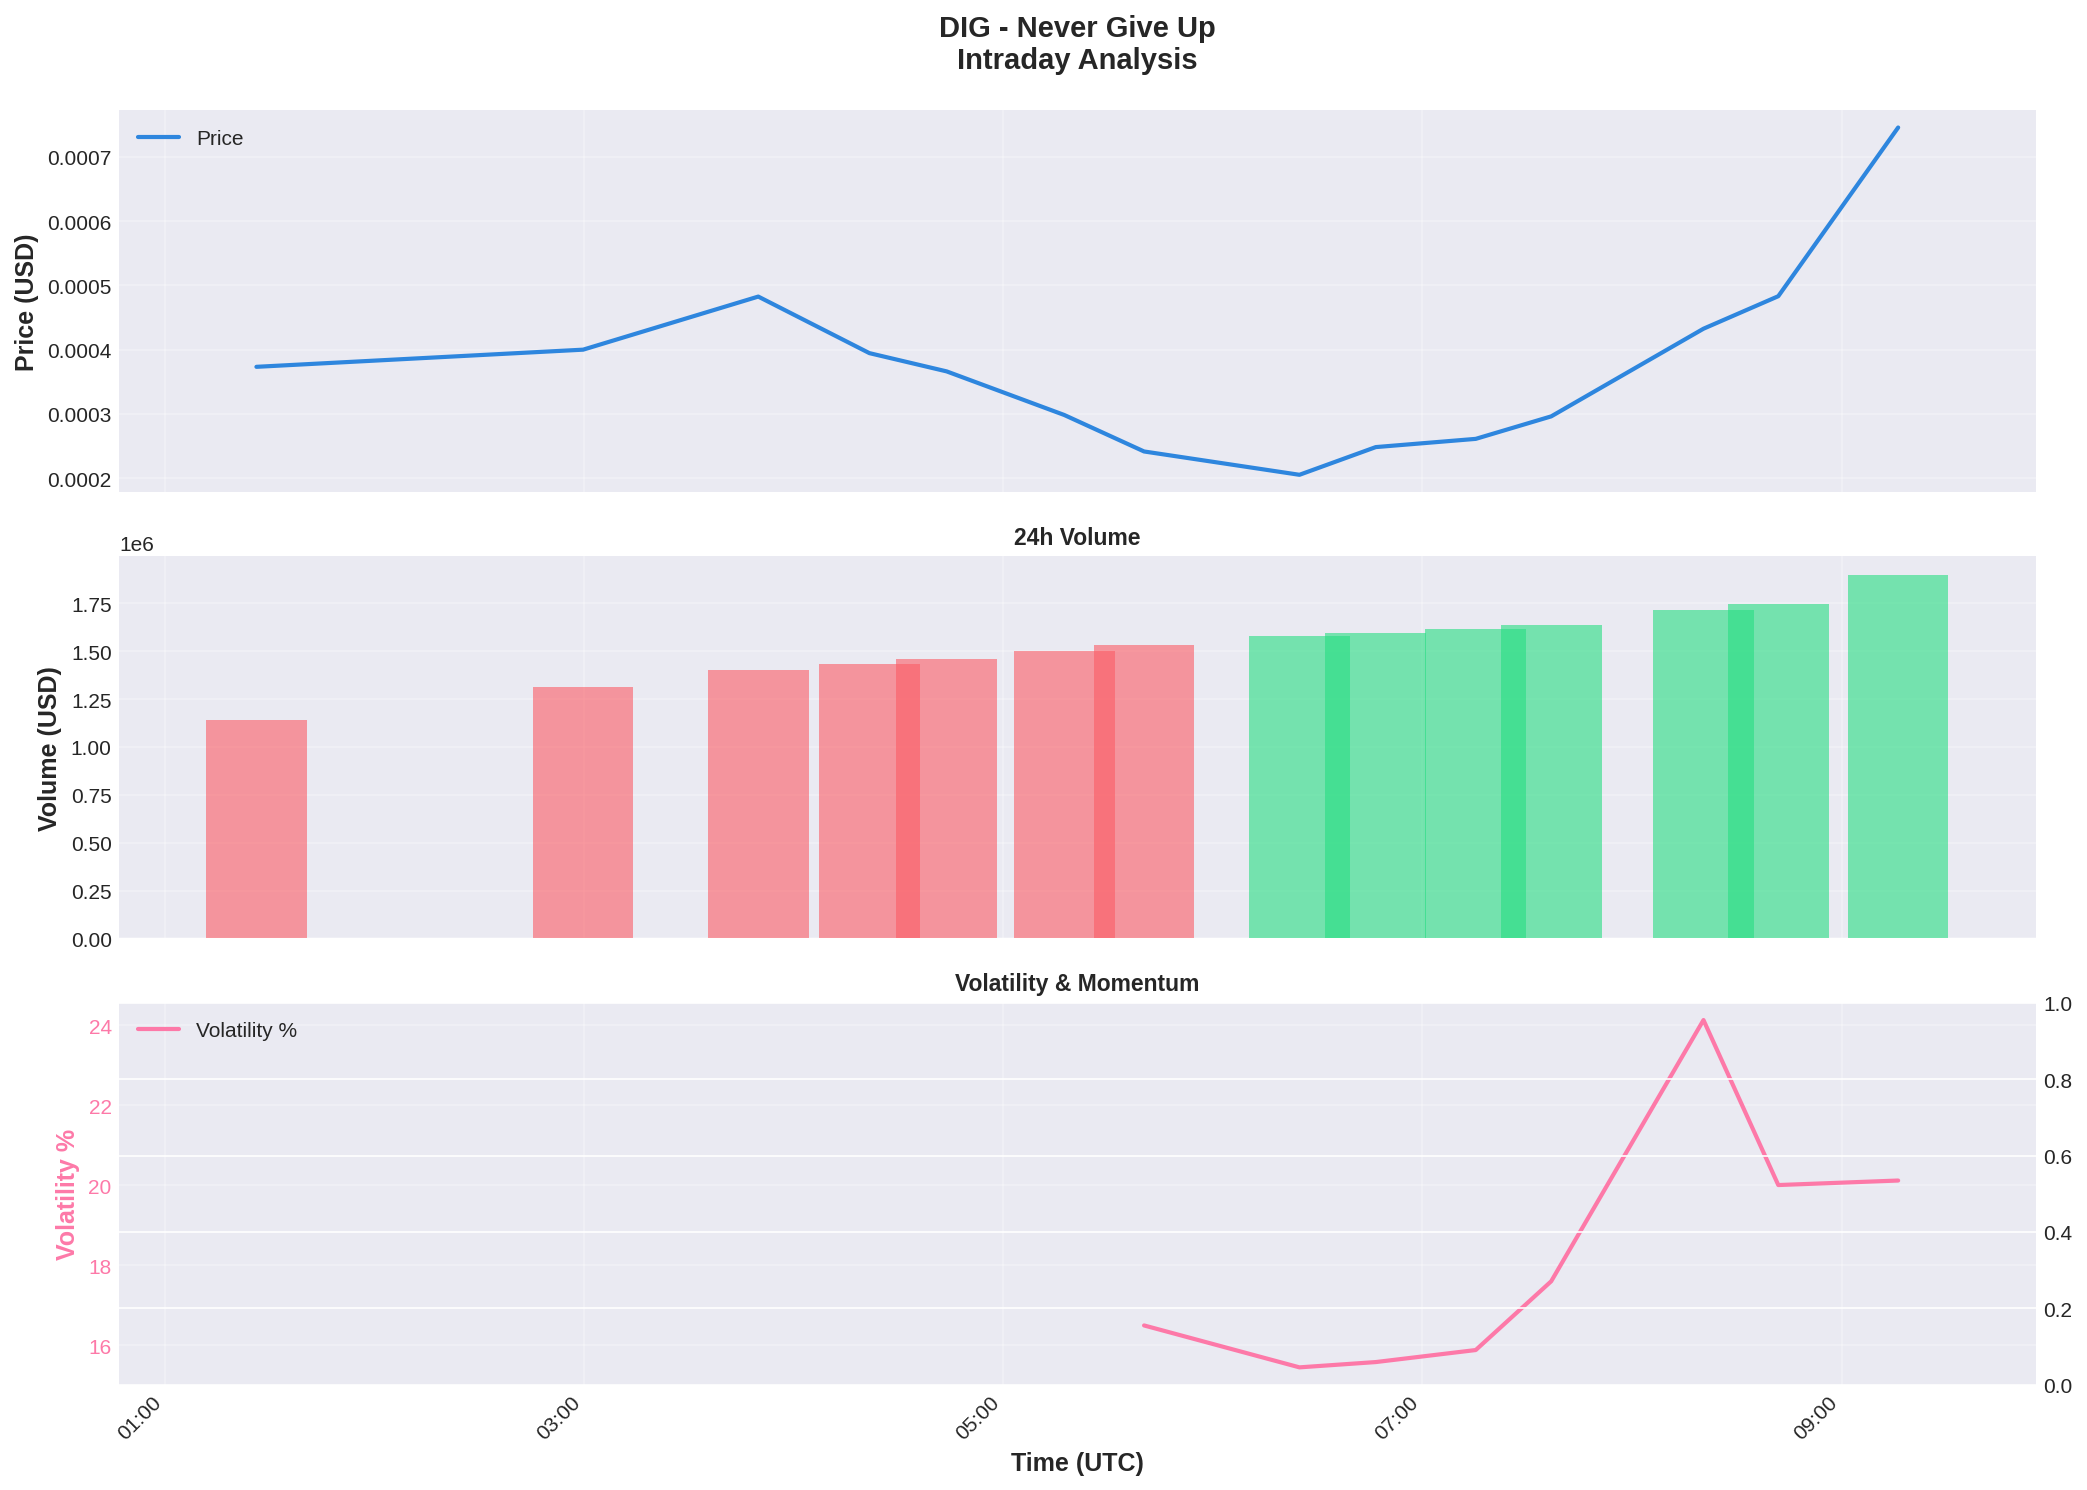 DIG - Never Give Up
Intraday Analysis
Price
0.0007
0.0006
0.0005
0.0004
0.0003
0.0002
Price (USD)
24h Volume
1e6
1.75
1.50
1.25
1.00
0.75
0.50
0.25
0.00
Volume (USD)
Volatility & Momentum
Volatility %
24
22
20
18
16
Volatility %
1.0
0.8
0.6
0.4
0.2
0.0
01:00
03:00
05:00
07:00
09:00
Time (UTC)